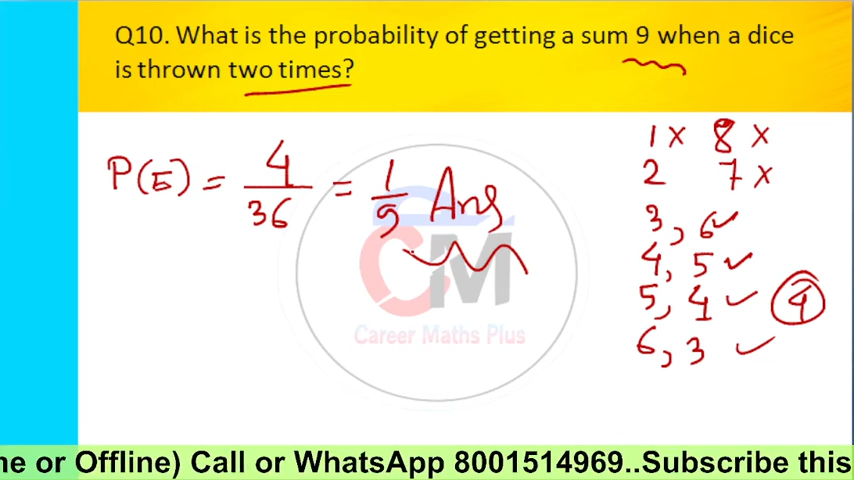 Q10. What is the probability of getting a sum 9 when a dice
is thrown two times?
P(E) = 4/36 = 1/9 Ans
1 × 8 ×
2 7 ×
3, 6 ✓
4, 5 ✓
5, 4 ✓ 4
6, 3 ✓
CM
Career Maths Plus
ne or Offline) Call or WhatsApp 8001514969..Subscribe this